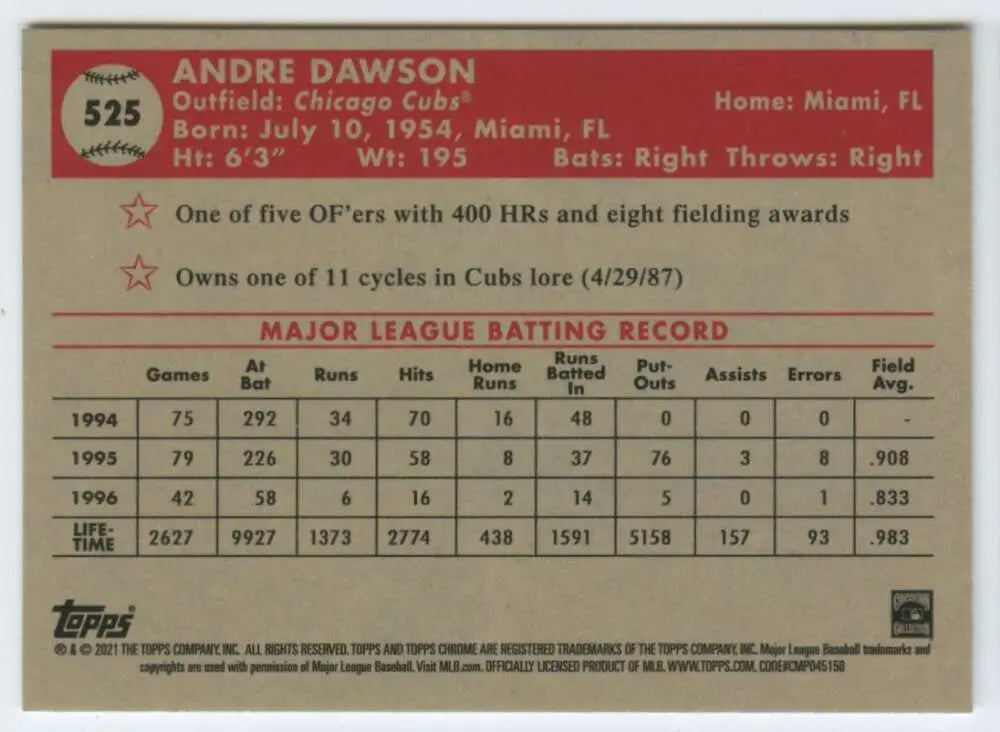 525
ANDRE DAWSON
Outfield: Chicago Cubs®
Home: Miami, FL
Born: July 10, 1954, Miami, FL
Ht: 6'3" Wt: 195 Bats: Right Throws: Right
One of five OF'ers with 400 HRs and eight fielding awards
Owns one of 11 cycles in Cubs lore (4/29/87)
MAJOR LEAGUE BATTING RECORD
Games At Bat Runs Hits Home Runs Runs Batted In Put-Outs Assists Errors Field Avg.
1994 75 292 34 70 16 48 0 0 0 -
1995 79 226 30 58 8 37 76 3 8 .908
1996 42 58 6 16 2 14 5 0 1 .833
LIFE-TIME 2627 9927 1373 2774 438 1591 5158 157 93 .983
Topps®
® & © 2021 THE TOPPS COMPANY, INC. ALL RIGHTS RESERVED. TOPPS AND TOPPS CHROME ARE REGISTERED TRADEMARKS OF THE TOPPS COMPANY, INC. Major League Baseball trademarks and
copyrights are used with permission of Major League Baseball. Visit MLB.com. OFFICIALLY LICENSED PRODUCT OF MLB. WWW.TOPPS.COM. CODE#CMP045150